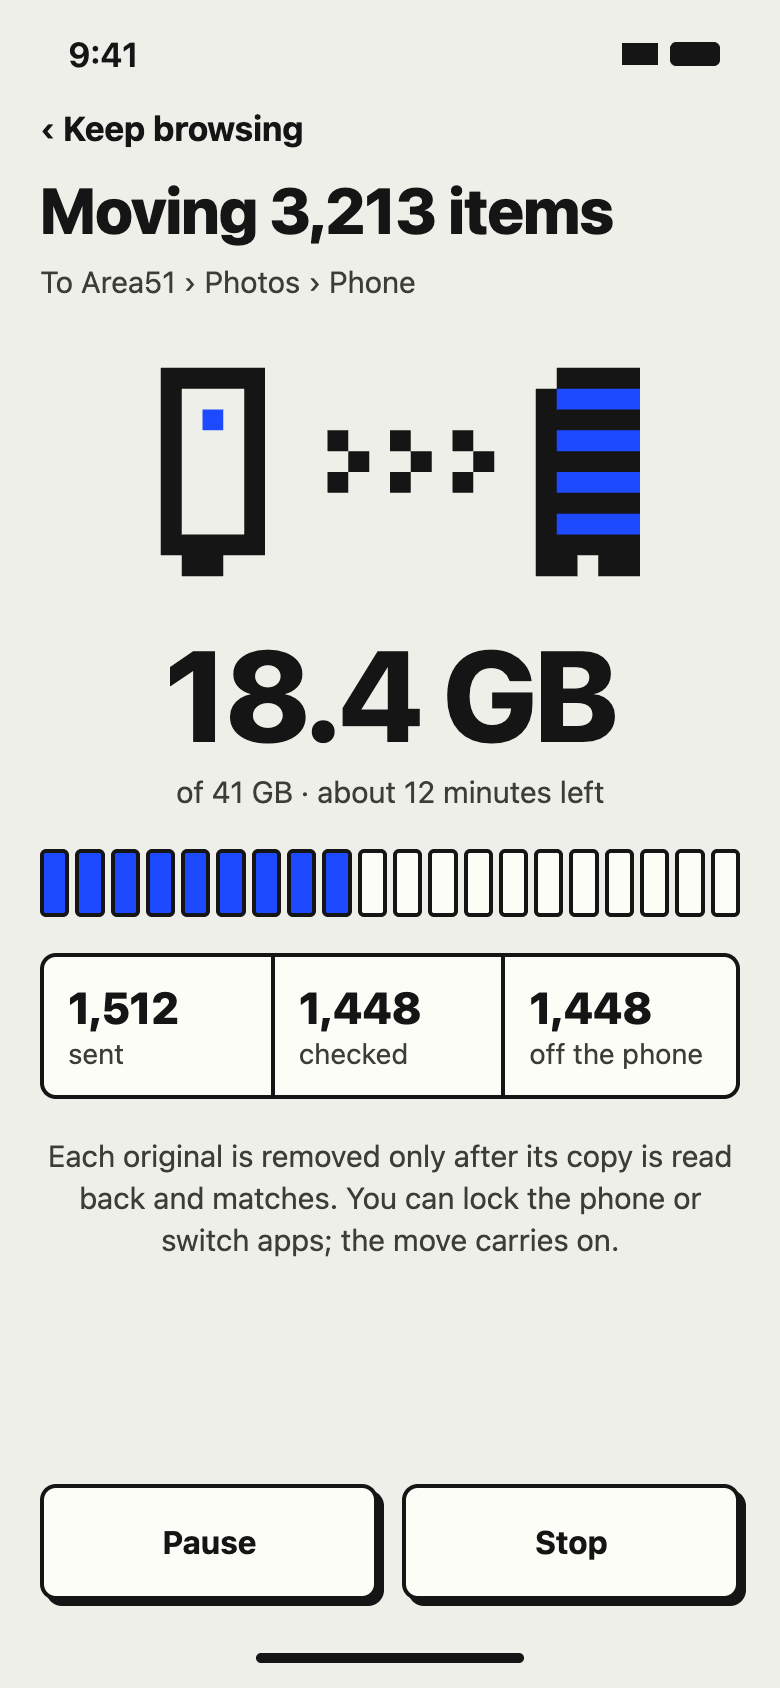 9:41
‹ Keep browsing
Moving 3,213 items
To Area51 › Photos › Phone
18.4 GB
of 41 GB · about 12 minutes left
1,512 1,448 1,448
sent checked off the phone
Each original is removed only after its copy is read
back and matches. You can lock the phone or
switch apps; the move carries on.
Pause Stop